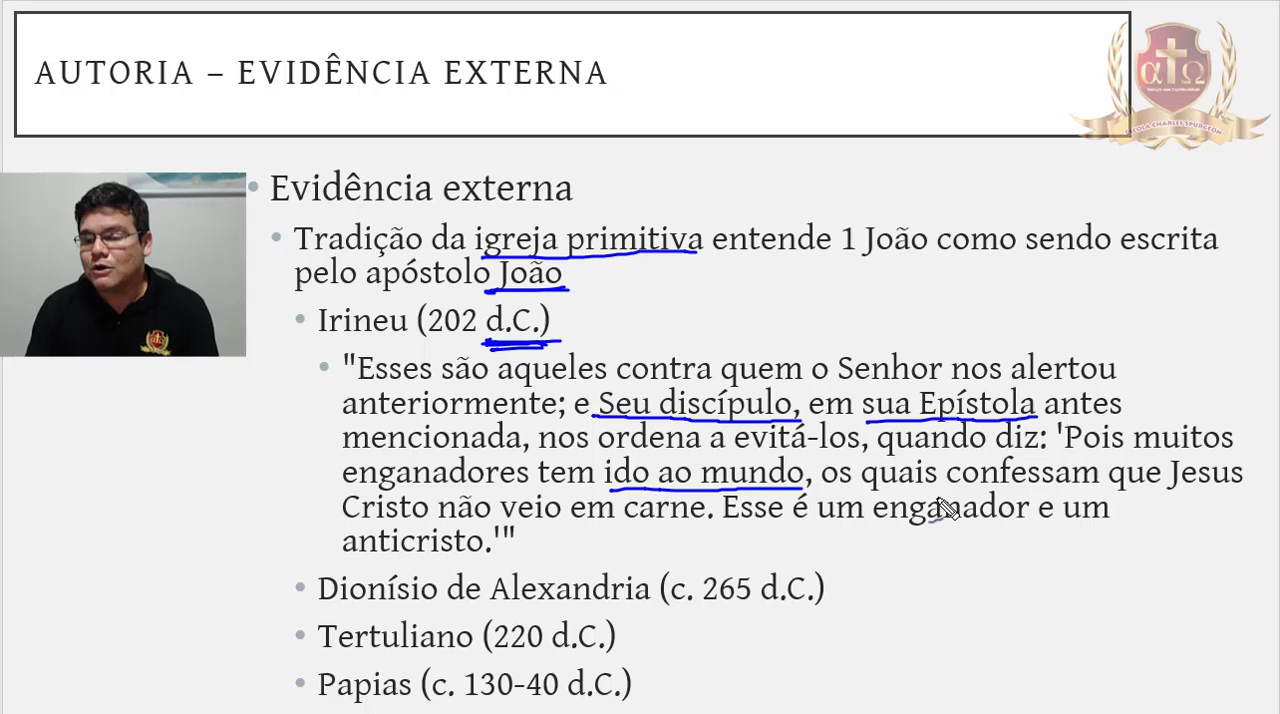 AUTORIA – EVIDÊNCIA EXTERNA
α Ω
ESCOLA CHARLES SPURGEON
• Evidência externa
• Tradição da igreja primitiva entende 1 João como sendo escrita
pelo apóstolo João
• Irineu (202 d.C.)
• "Esses são aqueles contra quem o Senhor nos alertou
anteriormente; e Seu discípulo, em sua Epístola antes
mencionada, nos ordena a evitá-los, quando diz: 'Pois muitos
enganadores tem ido ao mundo, os quais confessam que Jesus
Cristo não veio em carne. Esse é um enganador e um
anticristo.'"
• Dionísio de Alexandria (c. 265 d.C.)
• Tertuliano (220 d.C.)
• Papias (c. 130-40 d.C.)